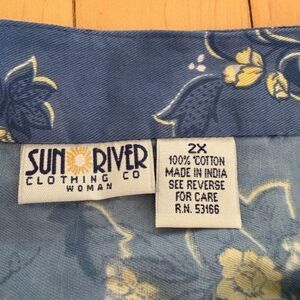 SUN RIVER
CLOTHING CO
WOMAN
2X
100% COTTON
MADE IN INDIA
SEE REVERSE
FOR CARE
R.N. 53166